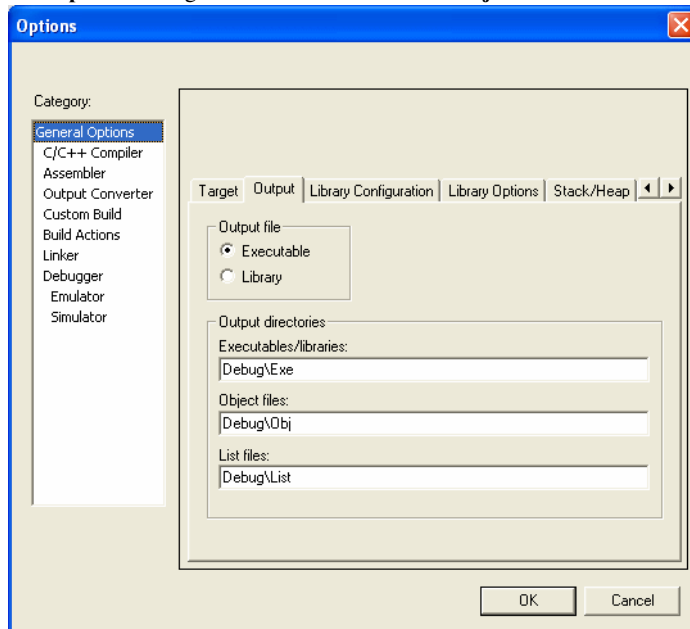 Options
Category:
General Options
C/C++ Compiler
Assembler
Output Converter
Custom Build
Build Actions
Linker
Debugger
Emulator
Simulator
Target Output Library Configuration Library Options Stack/Heap
Output file
Executable
Library
Output directories
Executables/libraries:
Debug\Exe
Object files:
Debug\Obj
List files:
Debug\List
OK Cancel